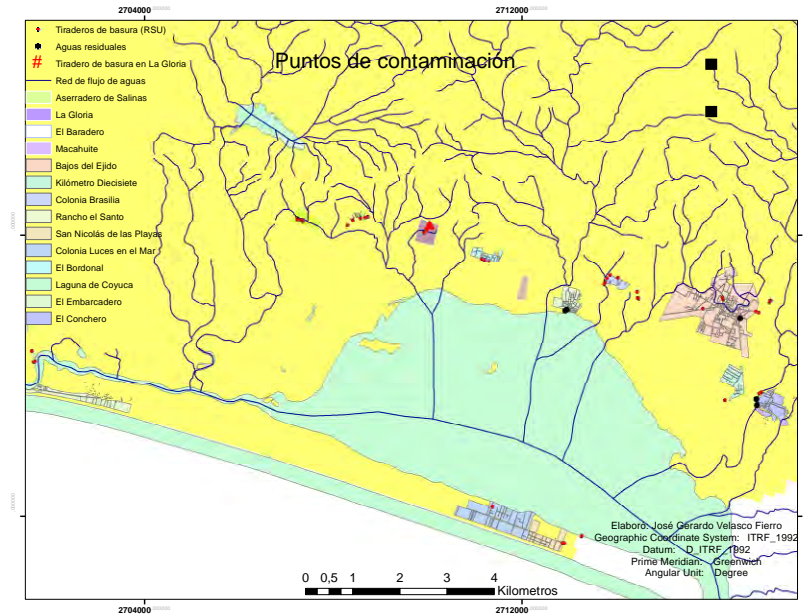 2704000
2712000
Puntos de contaminación
Tiraderos de basura (RSU)
Aguas residuales
# Tiradero de basura en La Gloria
Red de flujo de aguas
Aserradero de Salinas
La Gloria
El Baradero
Macahuite
Bajos del Ejido
Kilómetro Diecisiete
Colonia Brasilia
Rancho el Santo
San Nicolás de las Playas
Colonia Luces en el Mar
El Bordonal
Laguna de Coyuca
El Embarcadero
El Conchero
Elaboro: José Gerardo Velasco Fierro
Geographic Coordinate System: ITRF_1992
Datum: D_ITRF_1992
Prime Meridian: Greenwich
Angular Unit: Degree
0 0,5 1 2 3 4
Kilometros
2704000
2712000